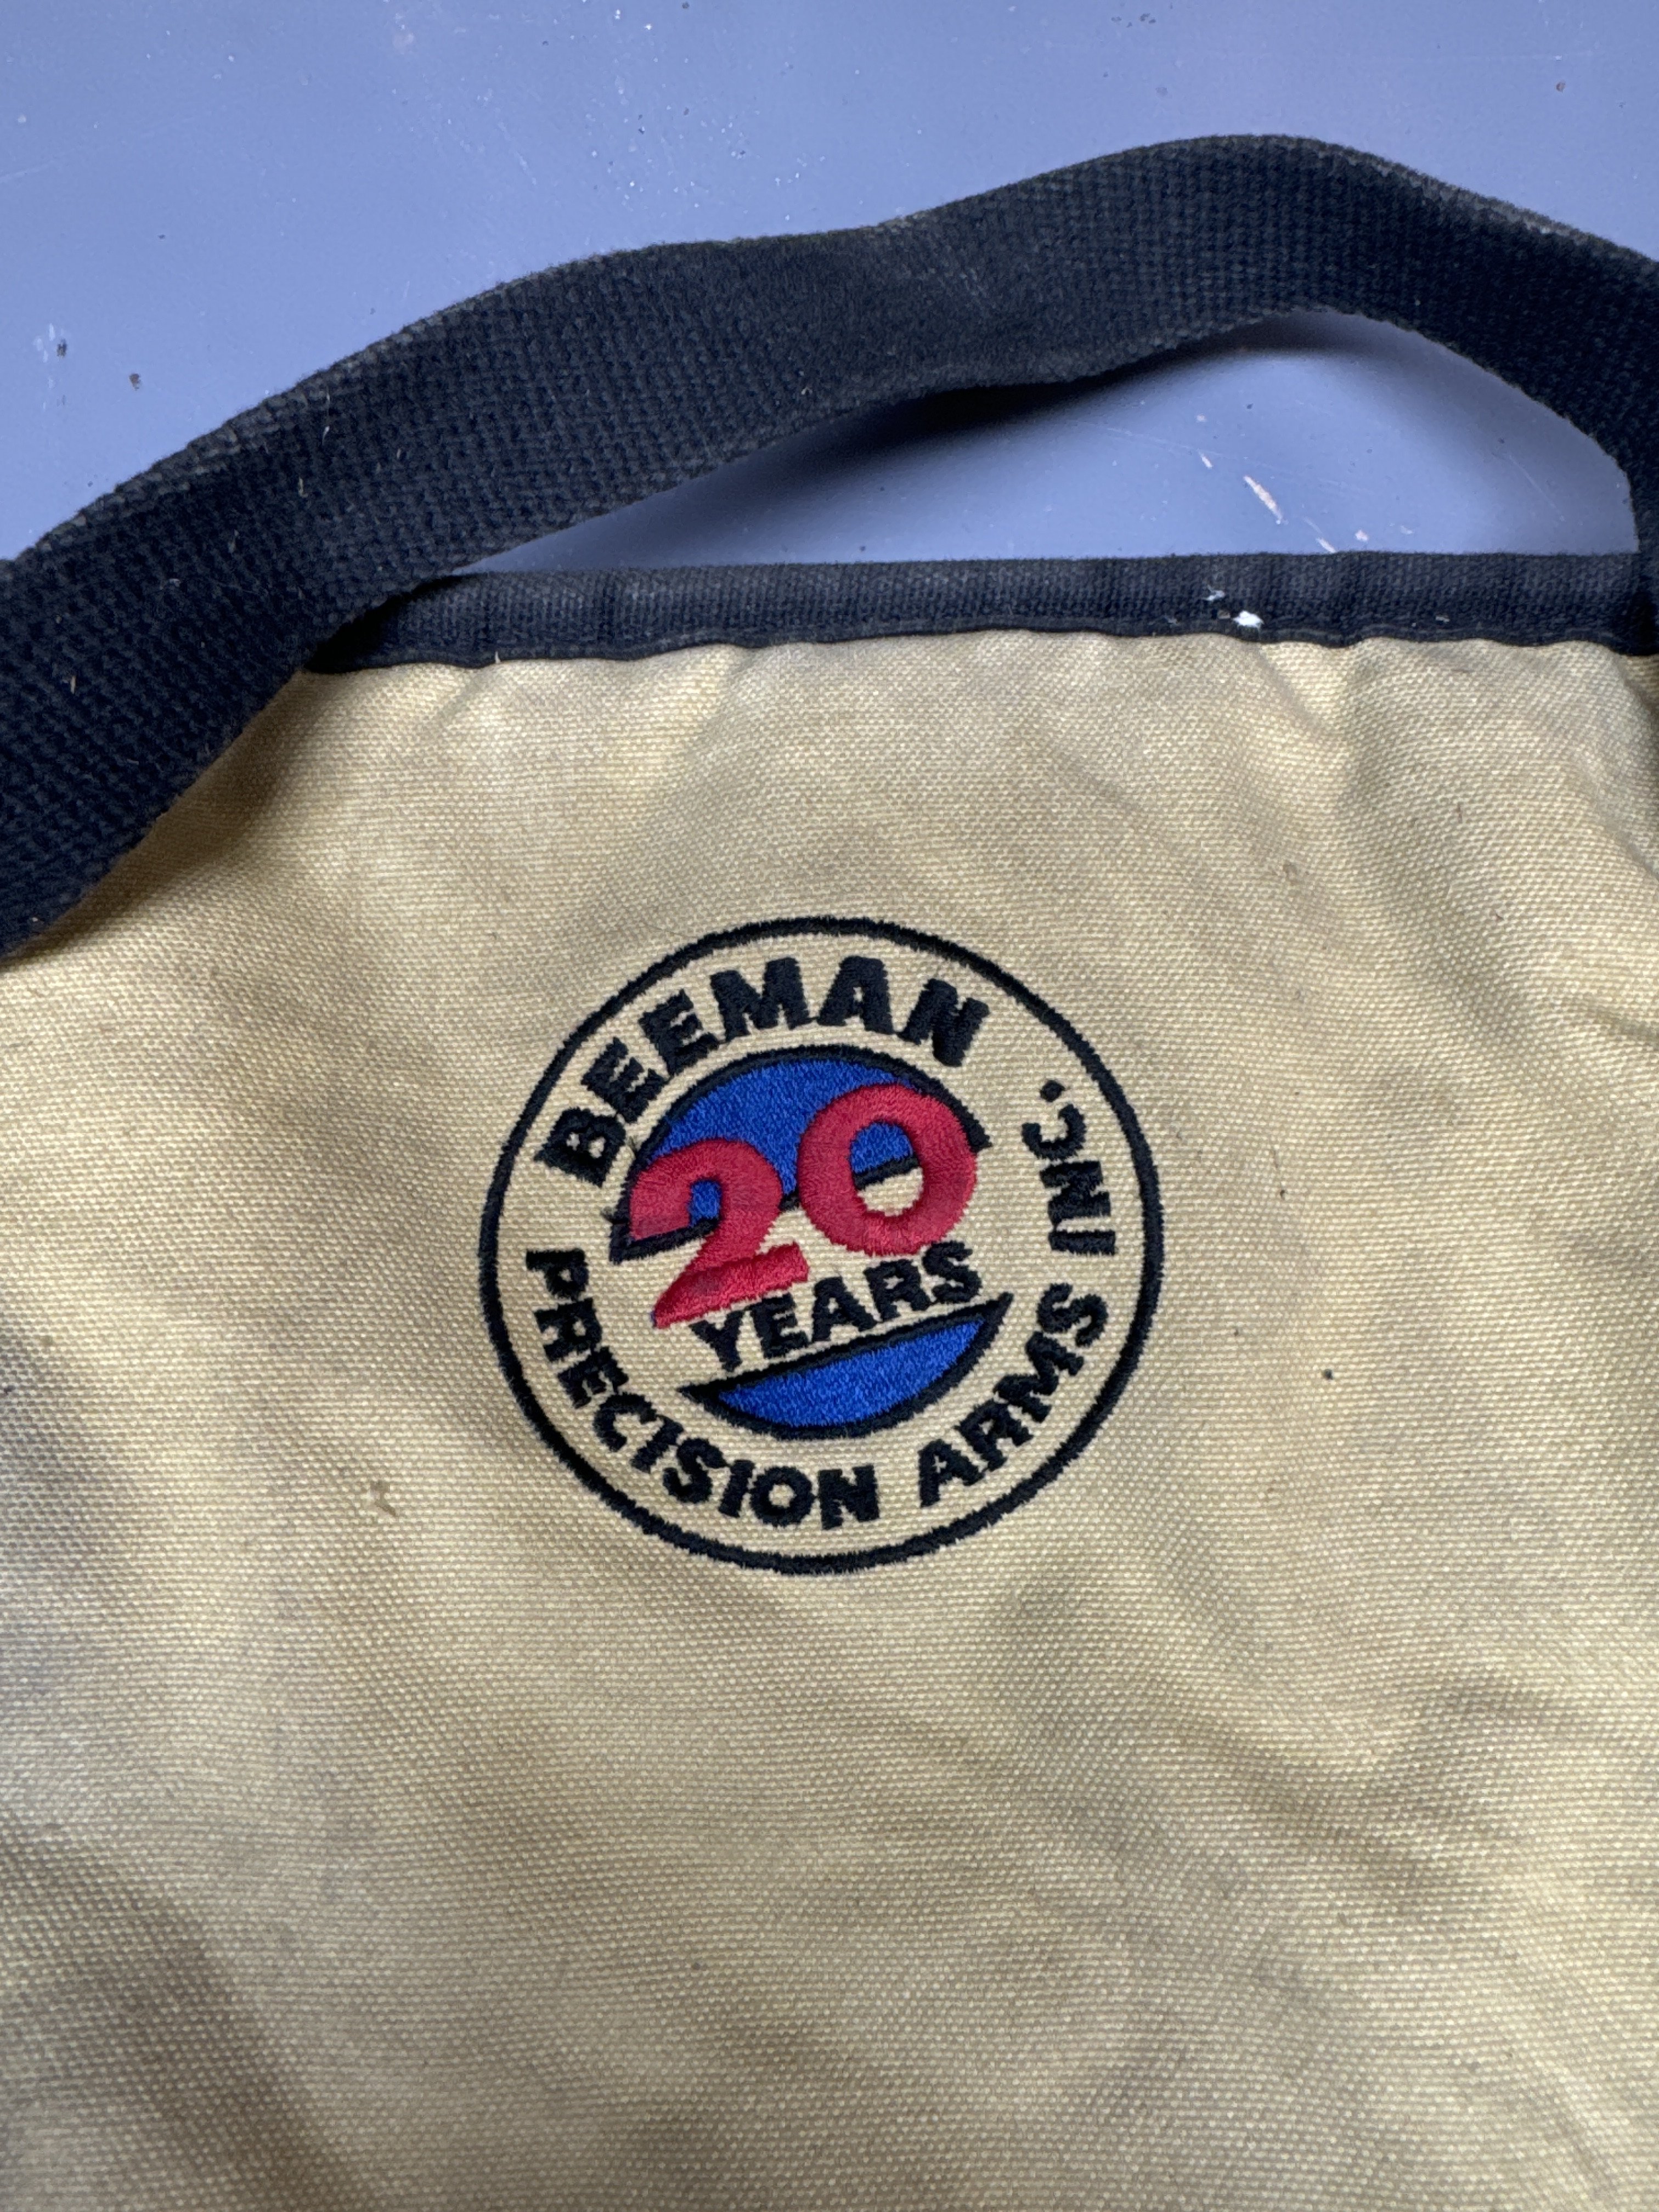 BEEMAN
20
YEARS
PRECISION ARMS INC.